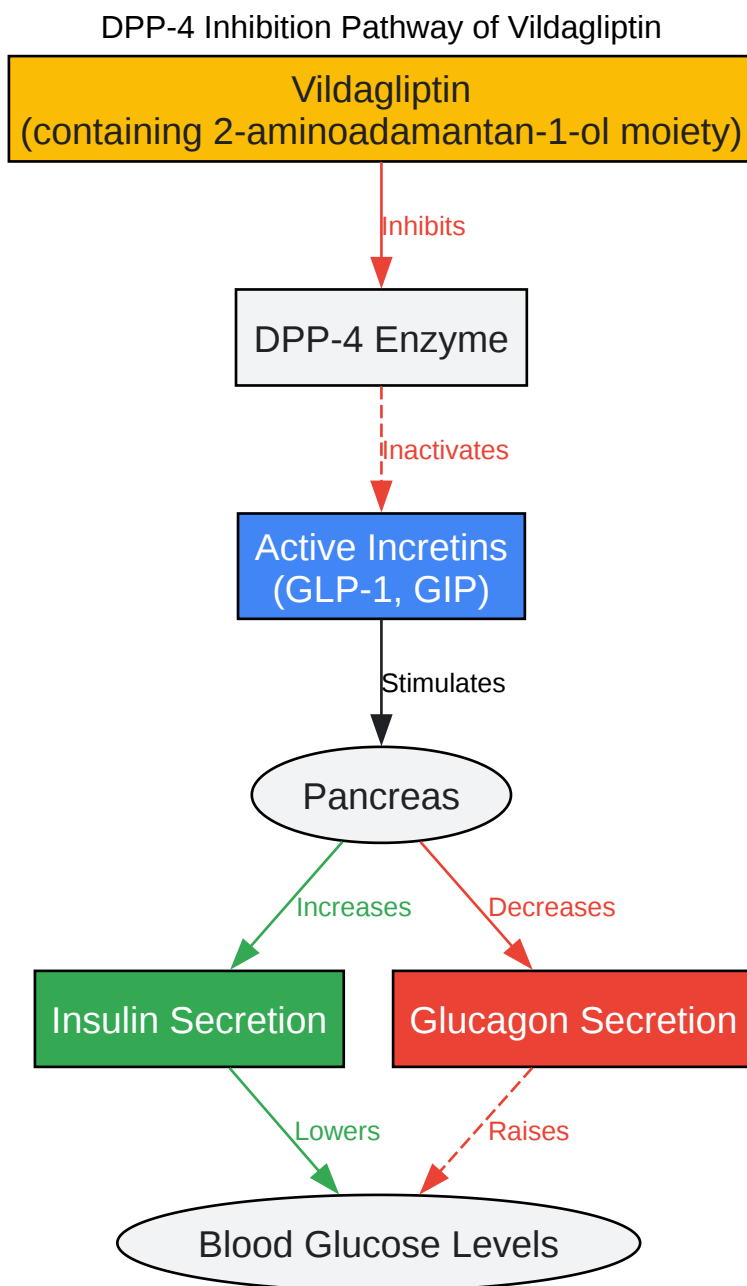 DPP-4 Inhibition Pathway of Vildagliptin
Vildagliptin
(containing 2-aminoadamantan-1-ol moiety)
Inhibits
DPP-4 Enzyme
Inactivates
Active Incretins
(GLP-1, GIP)
Stimulates
Pancreas
Increases
Decreases
Insulin Secretion
Glucagon Secretion
Lowers
Raises
Blood Glucose Levels